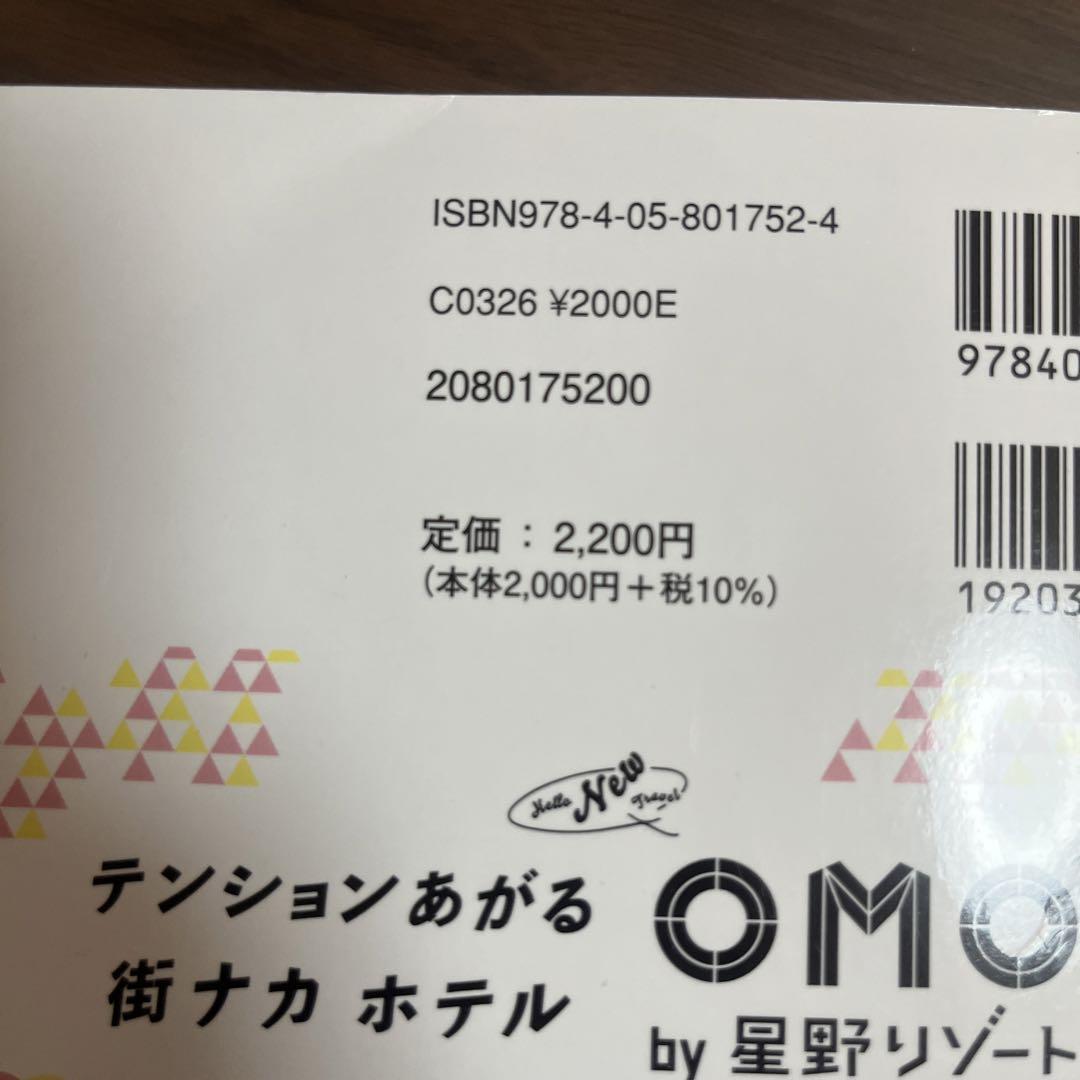 ISBN978-4-05-801752-4
C0326 ¥2000E
2080175200
定価：2,200円
(本体2,000円＋税10%)
97840
19203
Hello New Travel
テンションあがる
街ナカ ホテル
OMO
by 星野リゾート